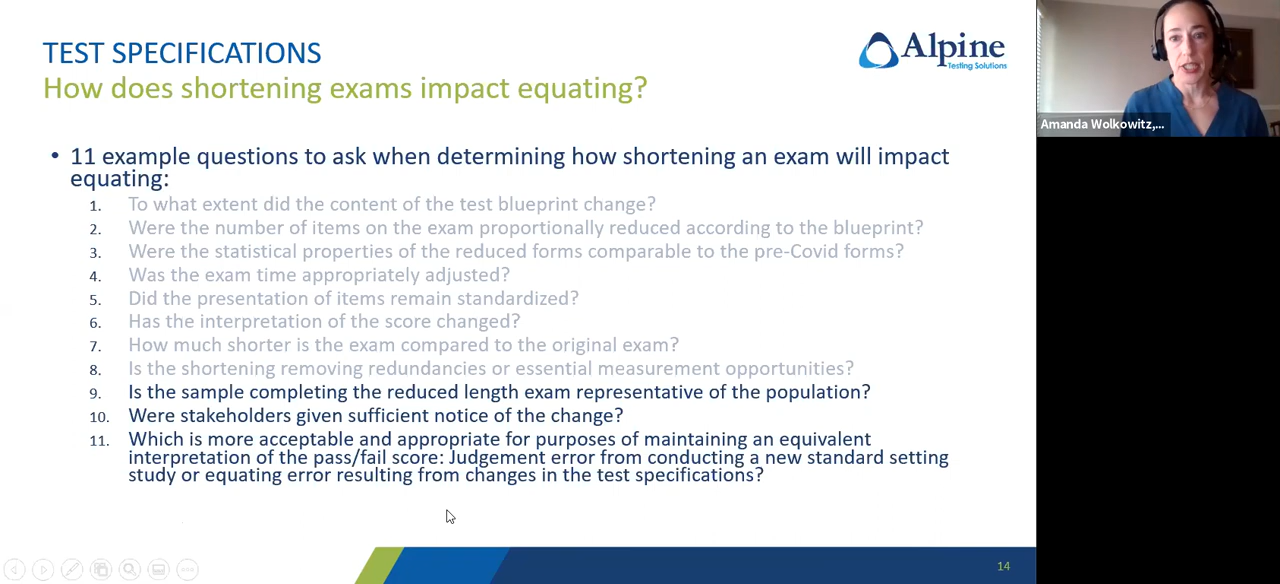 TEST SPECIFICATIONS
How does shortening exams impact equating?
Alpine
Testing Solutions
Amanda Wolkowitz,...
• 11 example questions to ask when determining how shortening an exam will impact
equating:
1. To what extent did the content of the test blueprint change?
2. Were the number of items on the exam proportionally reduced according to the blueprint?
3. Were the statistical properties of the reduced forms comparable to the pre-Covid forms?
4. Was the exam time appropriately adjusted?
5. Did the presentation of items remain standardized?
6. Has the interpretation of the score changed?
7. How much shorter is the exam compared to the original exam?
8. Is the shortening removing redundancies or essential measurement opportunities?
9. Is the sample completing the reduced length exam representative of the population?
10. Were stakeholders given sufficient notice of the change?
11. Which is more acceptable and appropriate for purposes of maintaining an equivalent
interpretation of the pass/fail score: Judgement error from conducting a new standard setting
study or equating error resulting from changes in the test specifications?
14